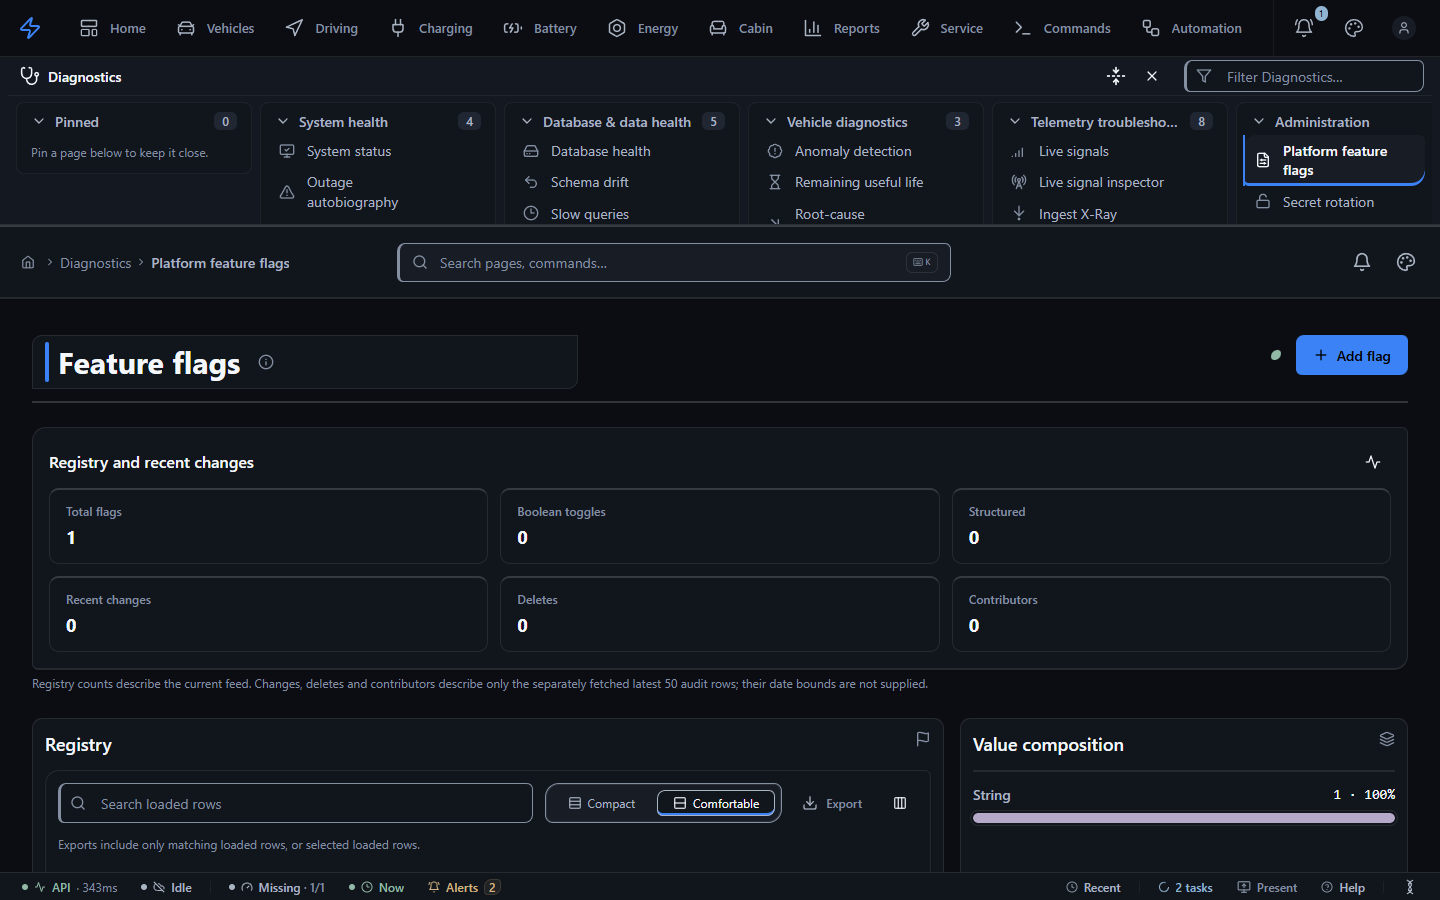 Home Vehicles Driving Charging Battery Energy Cabin Reports Service Commands Automation 1
Diagnostics
Filter Diagnostics...
Pinned 0
Pin a page below to keep it close.
System health 4
System status
Outage
autobiography
Database & data health 5
Database health
Schema drift
Slow queries
Vehicle diagnostics 3
Anomaly detection
Remaining useful life
Root-cause
Telemetry troublesho... 8
Live signals
Live signal inspector
Ingest X-Ray
Administration
Platform feature
flags
Secret rotation
Diagnostics Platform feature flags
Search pages, commands... K
Feature flags
Add flag
Registry and recent changes
Total flags
1
Boolean toggles
0
Structured
0
Recent changes
0
Deletes
0
Contributors
0
Registry counts describe the current feed. Changes, deletes and contributors describe only the separately fetched latest 50 audit rows; their date bounds are not supplied.
Registry
Search loaded rows
Compact Comfortable Export
Exports include only matching loaded rows, or selected loaded rows.
Value composition
String 1 · 100%
API · 343ms Idle Missing · 1/1 Now Alerts 2 Recent 2 tasks Present Help